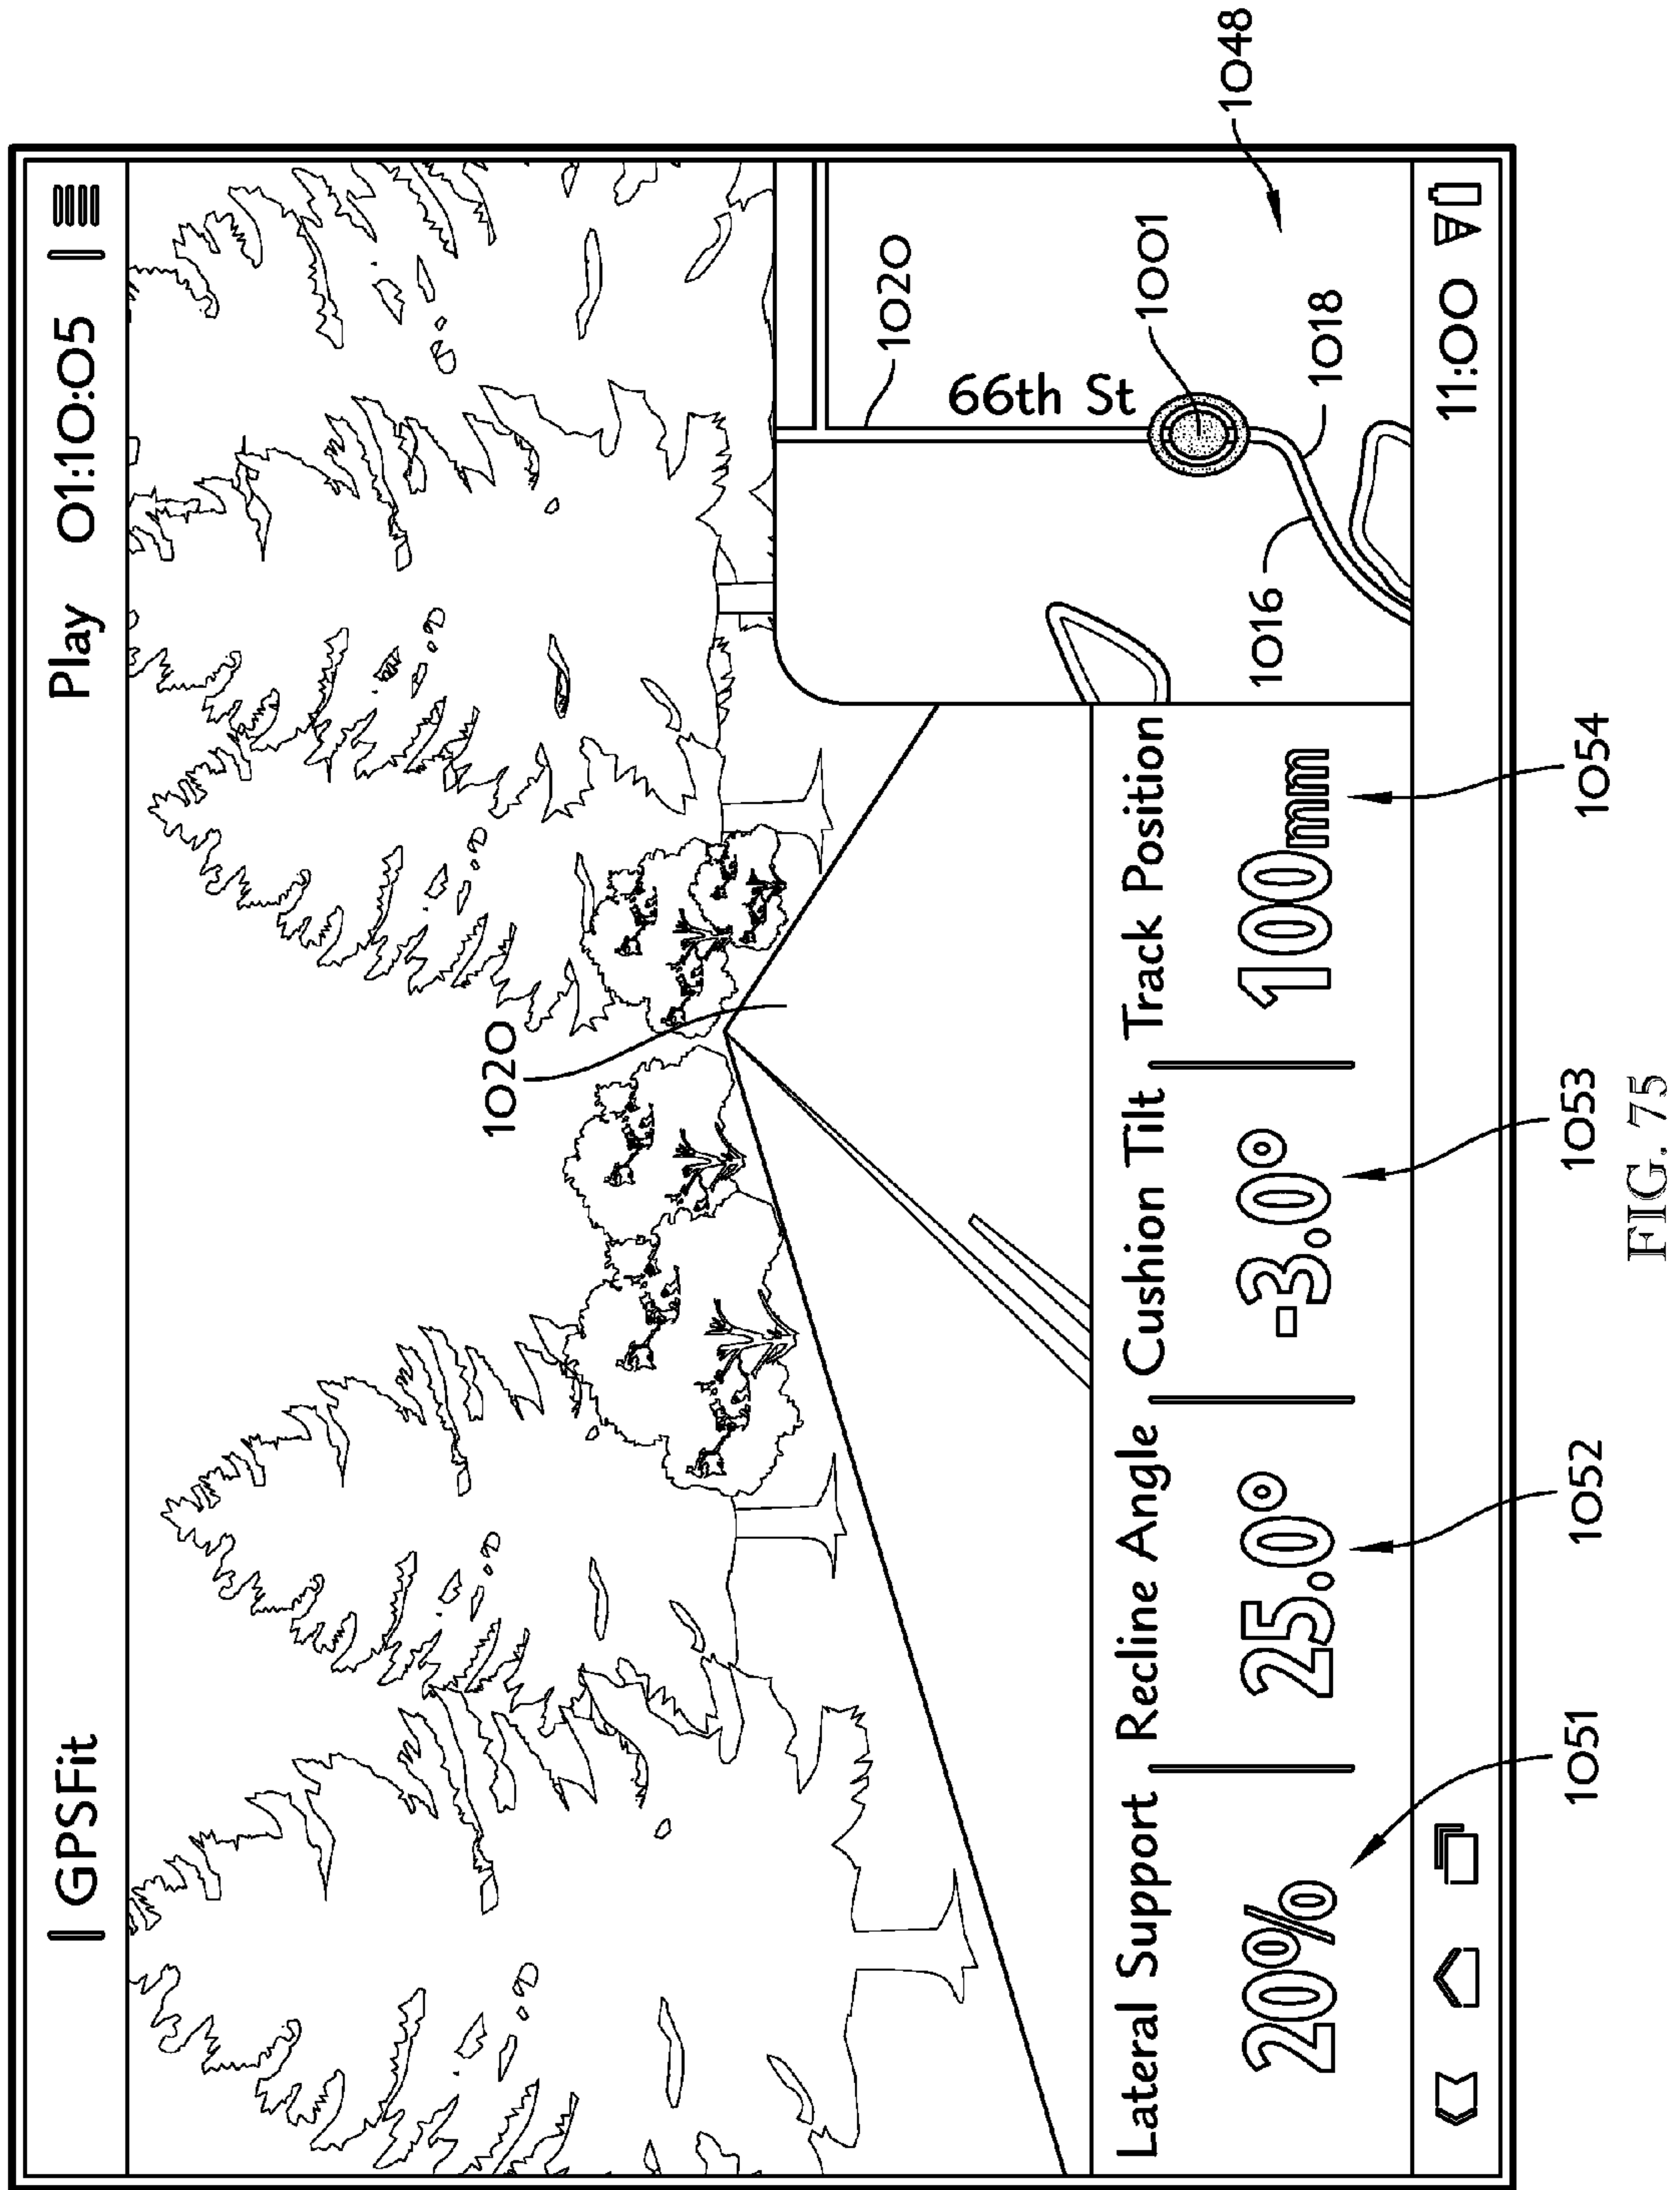 GPSFit Play 01:10:05
1020
1020
66th St
1001
1048
1018
1016
Lateral Support Recline Angle Cushion Tilt Track Position
20% 25.0° -3.0° 100mm
11:00
1051 1052 1053 1054
FIG. 75